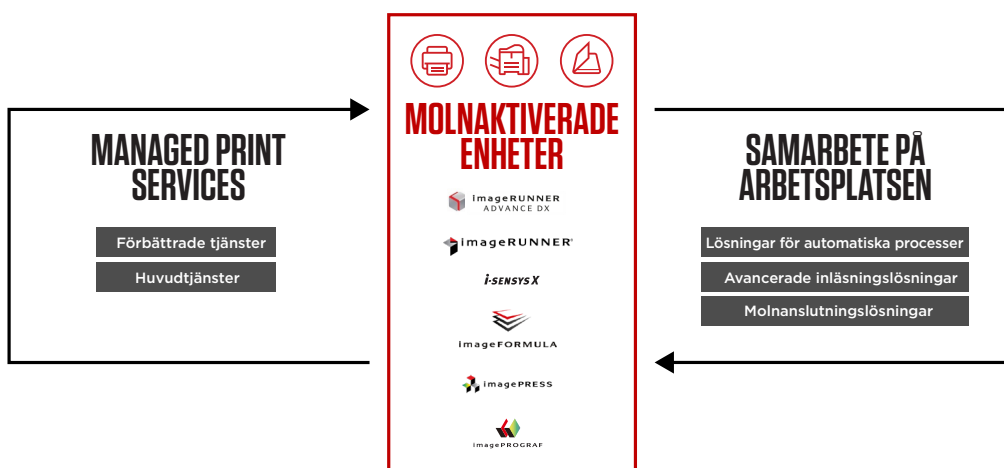 MANAGED PRINT
SERVICES
Förbättrade tjänster
Huvudtjänster
MOLNAKTIVERADE
ENHETER
imageRUNNER
ADVANCE DX
imageRUNNER®
i-SENSYS X
imageFORMULA
imagePRESS
imagePROGRAF
SAMARBETE PÅ
ARBETSPLATSEN
Lösningar för automatiska processer
Avancerade inläsningslösningar
Molnanslutningslösningar